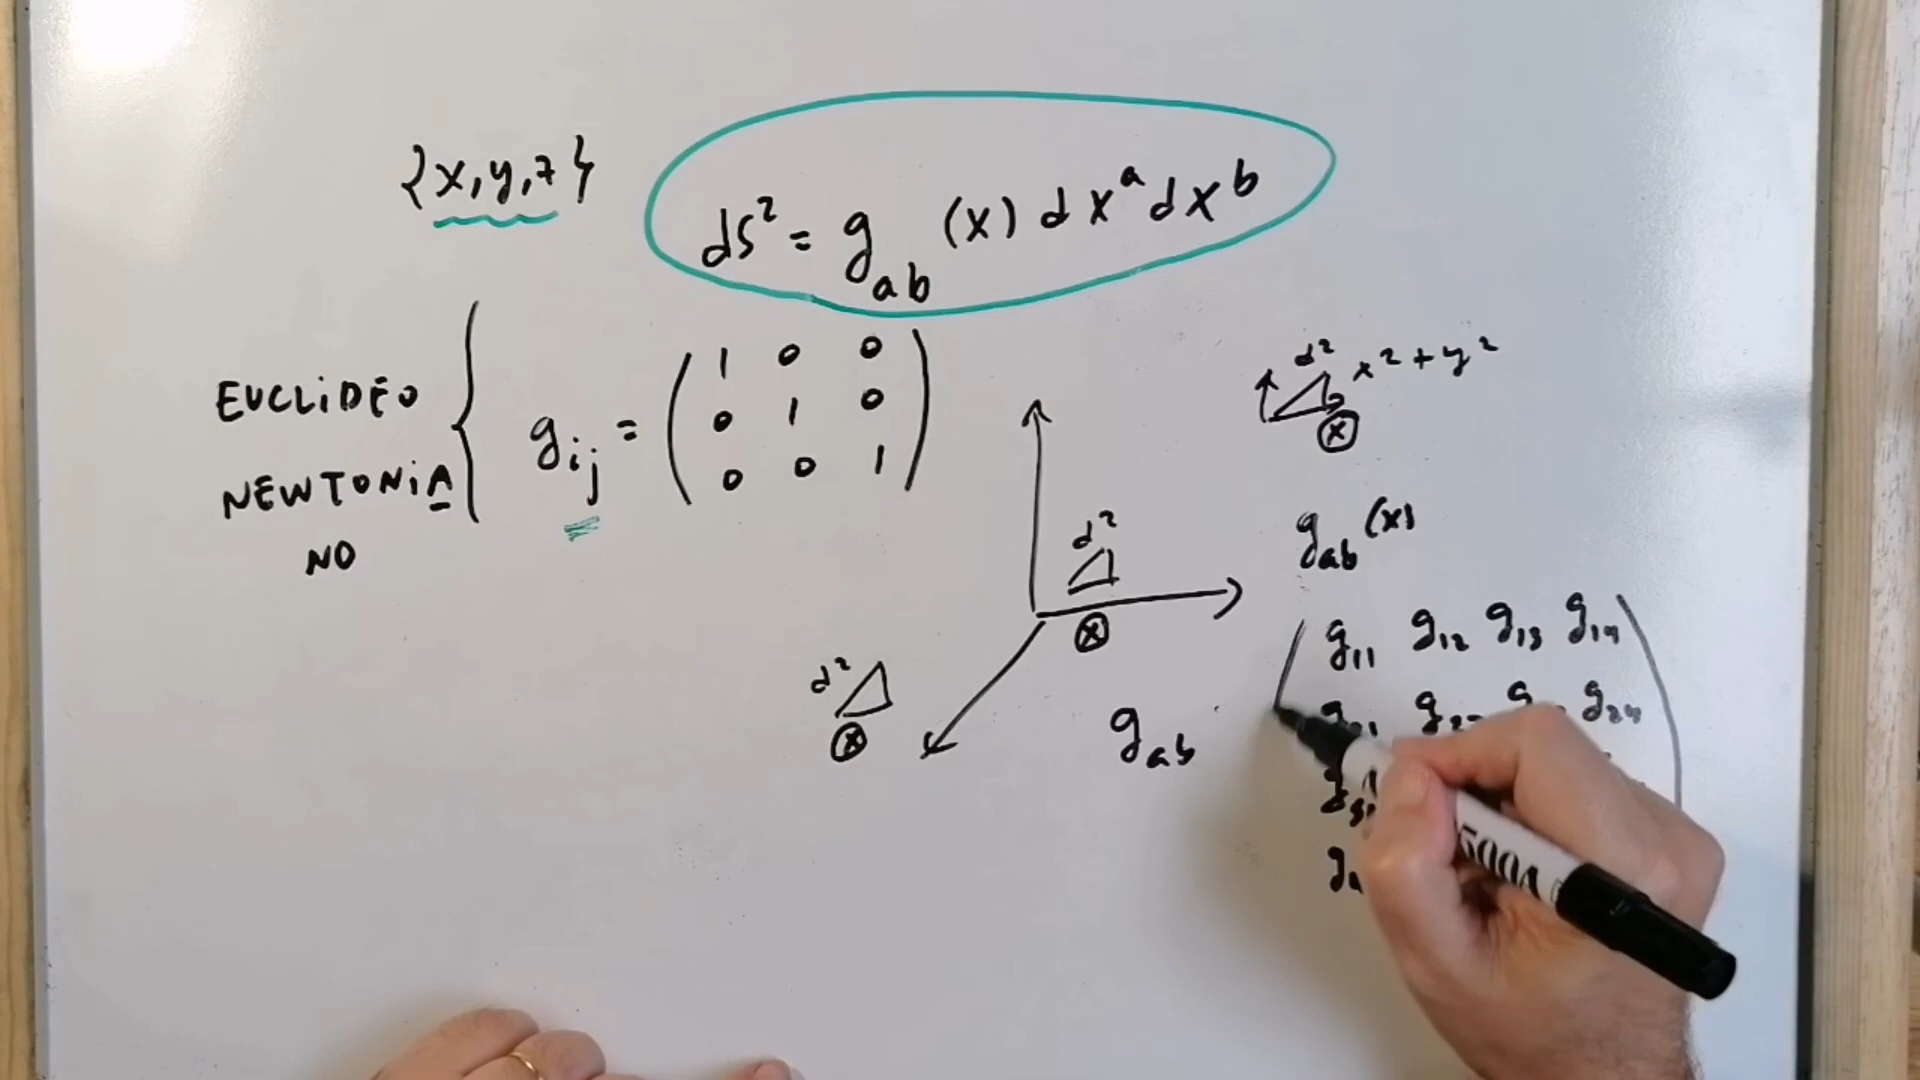 {x,y,z}
ds² = g_ab (x) dx^a dx^b
EUCLIDEO
NEWTONIA
NO
g_ij = ( 1 0 0
0 1 0
0 0 1 )
d² x² + y²
x
g_ab (x)
d²
x
d²
x
g_ab
g₁₁ g₁₂ g₁₃ g₁₄
g₂₄